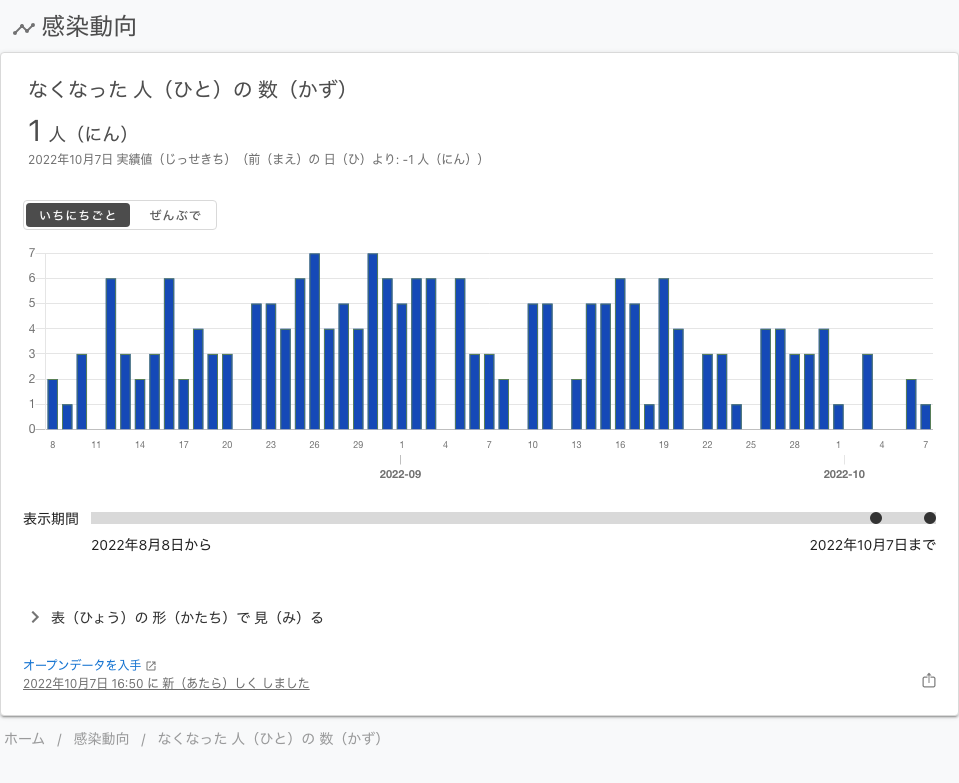 感染動向
なくなった 人（ひと）の 数（かず）
1 人（にん）
2022年10月7日 実績値（じっせきち）（前（まえ）の 日（ひ）より: -1 人（にん））
いちにちごと ぜんぶで
7
6
5
4
3
2
1
0
8 11 14 17 20 23 26 29 1 4 7 10 13 16 19 22 25 28 1 4 7
2022-09 2022-10
表示期間
2022年8月8日から 2022年10月7日まで
表（ひょう）の 形（かたち）で 見（み）る
オープンデータを入手
2022年10月7日 16:50 に 新（あたら）しく しました
ホーム / 感染動向 / なくなった 人（ひと）の 数（かず）